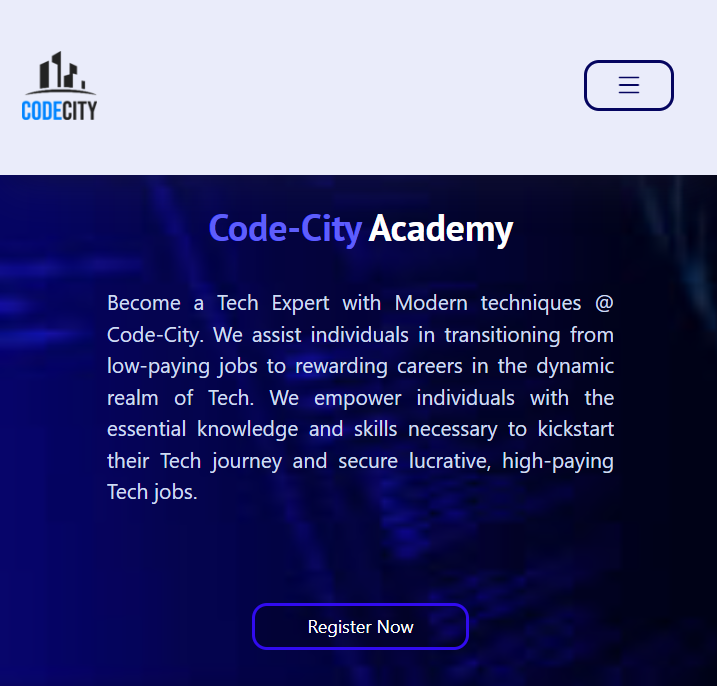 CODECITY
Code-City Academy
Become a Tech Expert with Modern techniques @
Code-City. We assist individuals in transitioning from
low-paying jobs to rewarding careers in the dynamic
realm of Tech. We empower individuals with the
essential knowledge and skills necessary to kickstart
their Tech journey and secure lucrative, high-paying
Tech jobs.
Register Now